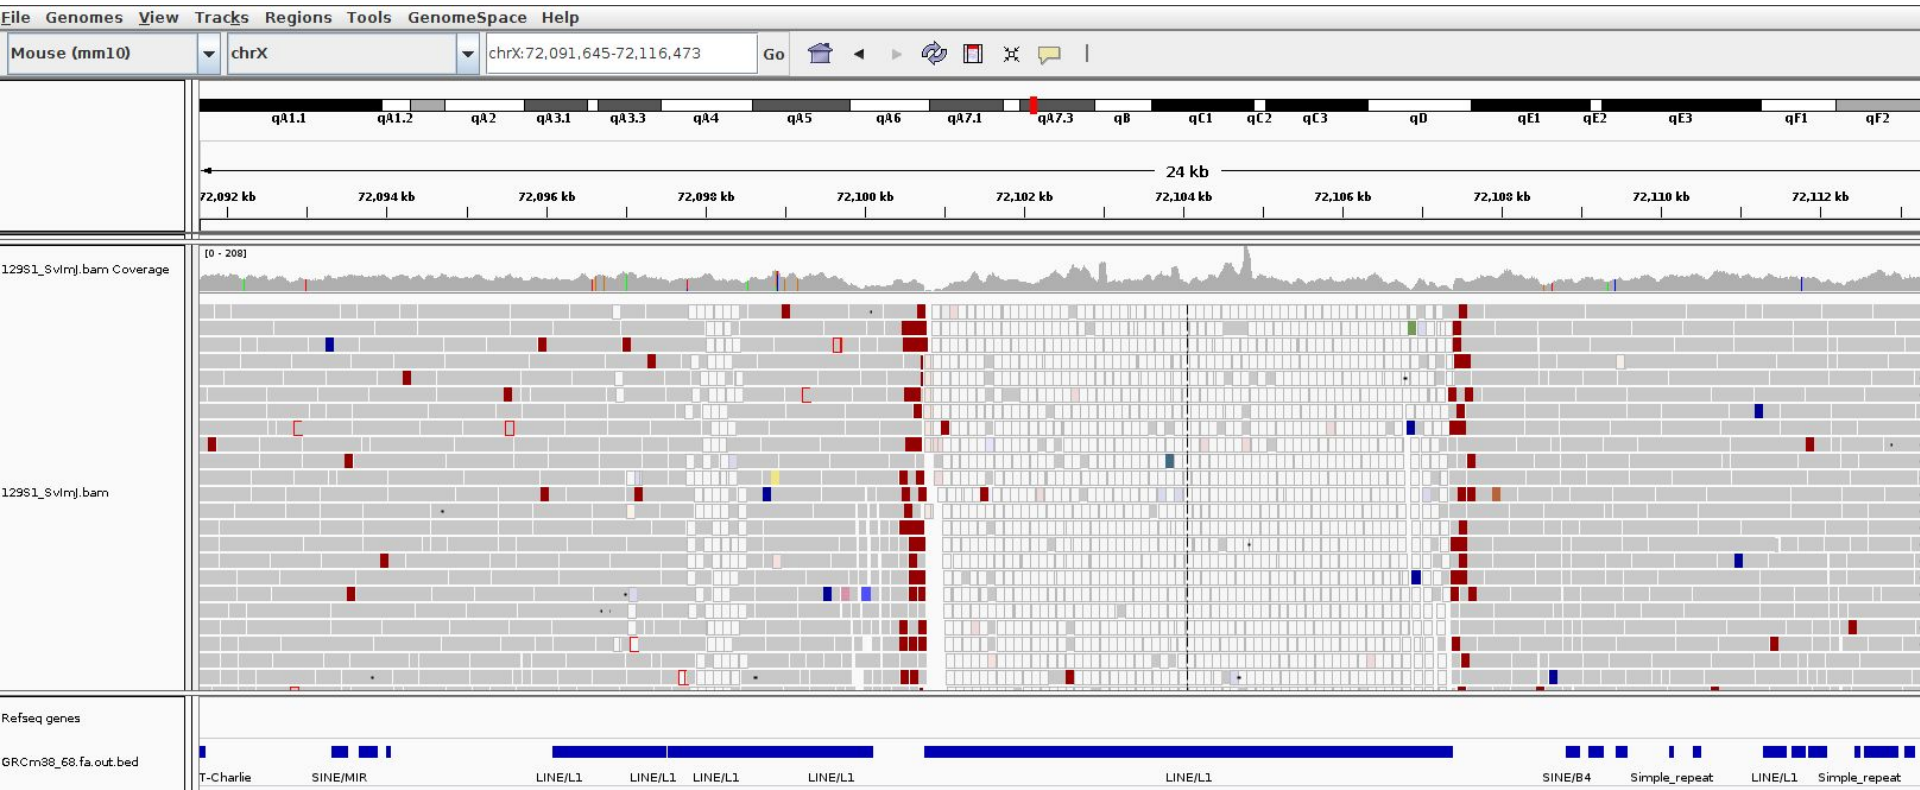 File Genomes View Tracks Regions Tools GenomeSpace Help
Mouse (mm10) chrX chrX:72,091,645-72,116,473 Go
qA1.1 qA1.2 qA2 qA3.1 qA3.3 qA4 qA5 qA6 qA7.1 qA7.3 qB qC1 qC2 qC3 qD qE1 qE2 qE3 qF1 qF2
24 kb
72,092 kb 72,094 kb 72,096 kb 72,098 kb 72,100 kb 72,102 kb 72,104 kb 72,106 kb 72,108 kb 72,110 kb 72,112 kb
[0 - 208]
129S1_SvImJ.bam Coverage
129S1_SvImJ.bam
Refseq genes
GRCm38_68.fa.out.bed
T-Charlie SINE/MIR LINE/L1 LINE/L1 LINE/L1 LINE/L1 LINE/L1 SINE/B4 Simple_repeat LINE/L1 Simple_repeat